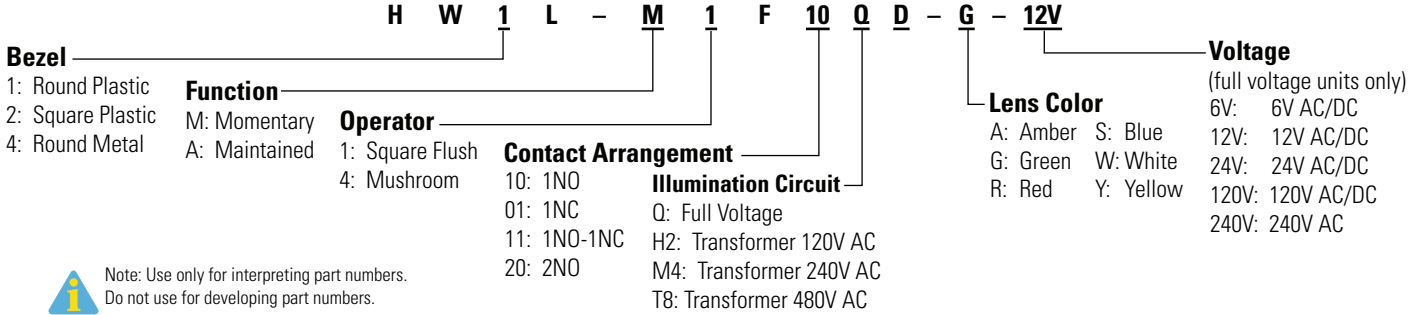 H W 1 L – M 1 F 10 Q D – G – 12V
Bezel
1: Round Plastic
2: Square Plastic
4: Round Metal
Function
M: Momentary
A: Maintained
Operator
1: Square Flush
4: Mushroom
Contact Arrangement
10: 1NO
01: 1NC
11: 1NO-1NC
20: 2NO
Illumination Circuit
Q: Full Voltage
H2: Transformer 120V AC
M4: Transformer 240V AC
T8: Transformer 480V AC
Lens Color
A: Amber S: Blue
G: Green W: White
R: Red Y: Yellow
Voltage
(full voltage units only)
6V: 6V AC/DC
12V: 12V AC/DC
24V: 24V AC/DC
120V: 120V AC/DC
240V: 240V AC
i
Note: Use only for interpreting part numbers.
Do not use for developing part numbers.